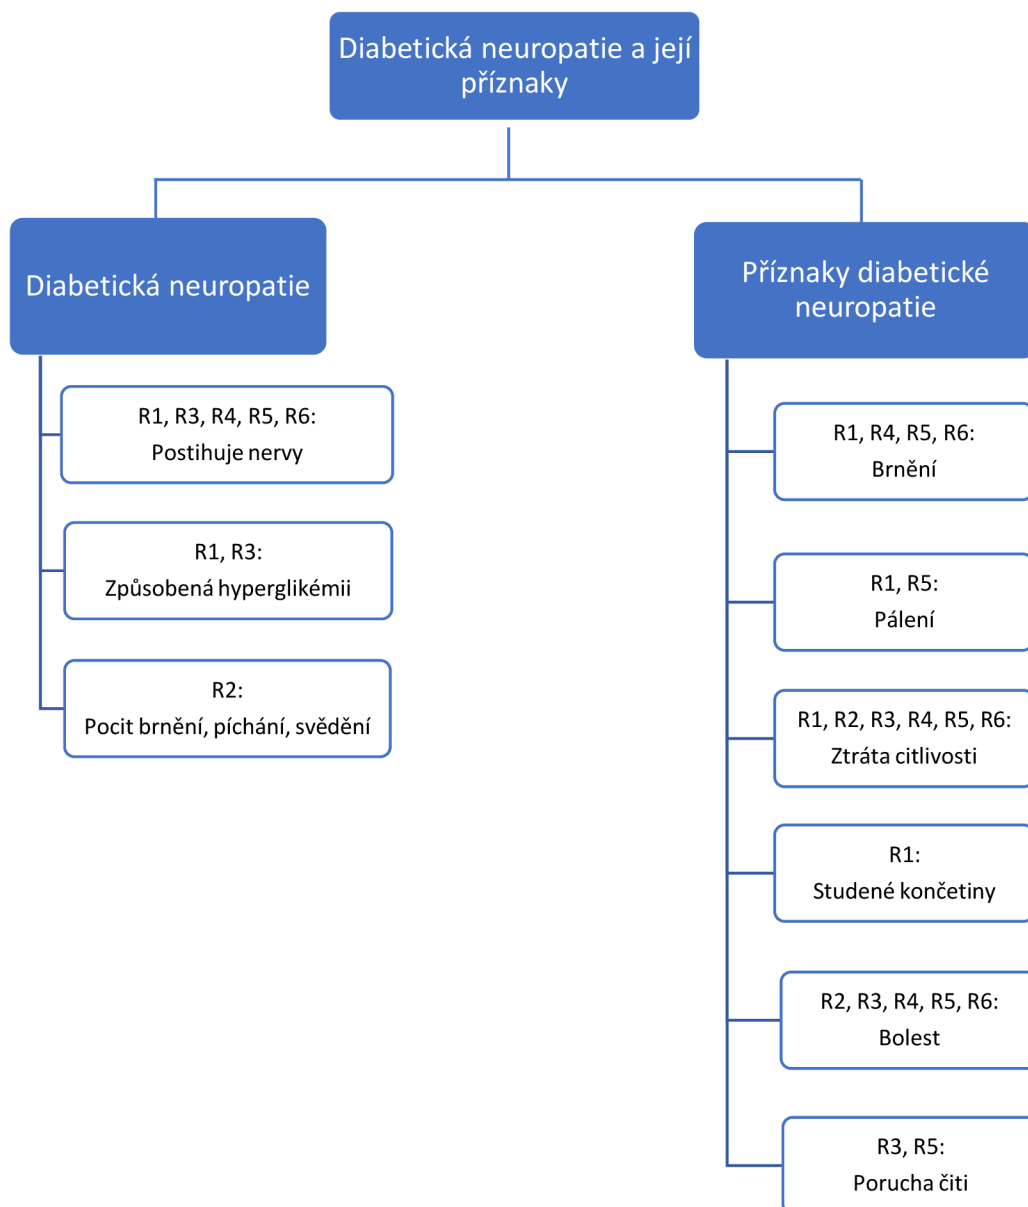 Diabetická neuropatie a její
příznaky
Diabetická neuropatie
R1, R3, R4, R5, R6:
Postihuje nervy
R1, R3:
Způsobená hyperglikémii
R2:
Pocit brnění, píchání, svědění
Příznaky diabetické
neuropatie
R1, R4, R5, R6:
Brnění
R1, R5:
Pálení
R1, R2, R3, R4, R5, R6:
Ztráta citlivosti
R1:
Studené končetiny
R2, R3, R4, R5, R6:
Bolest
R3, R5:
Porucha čiti